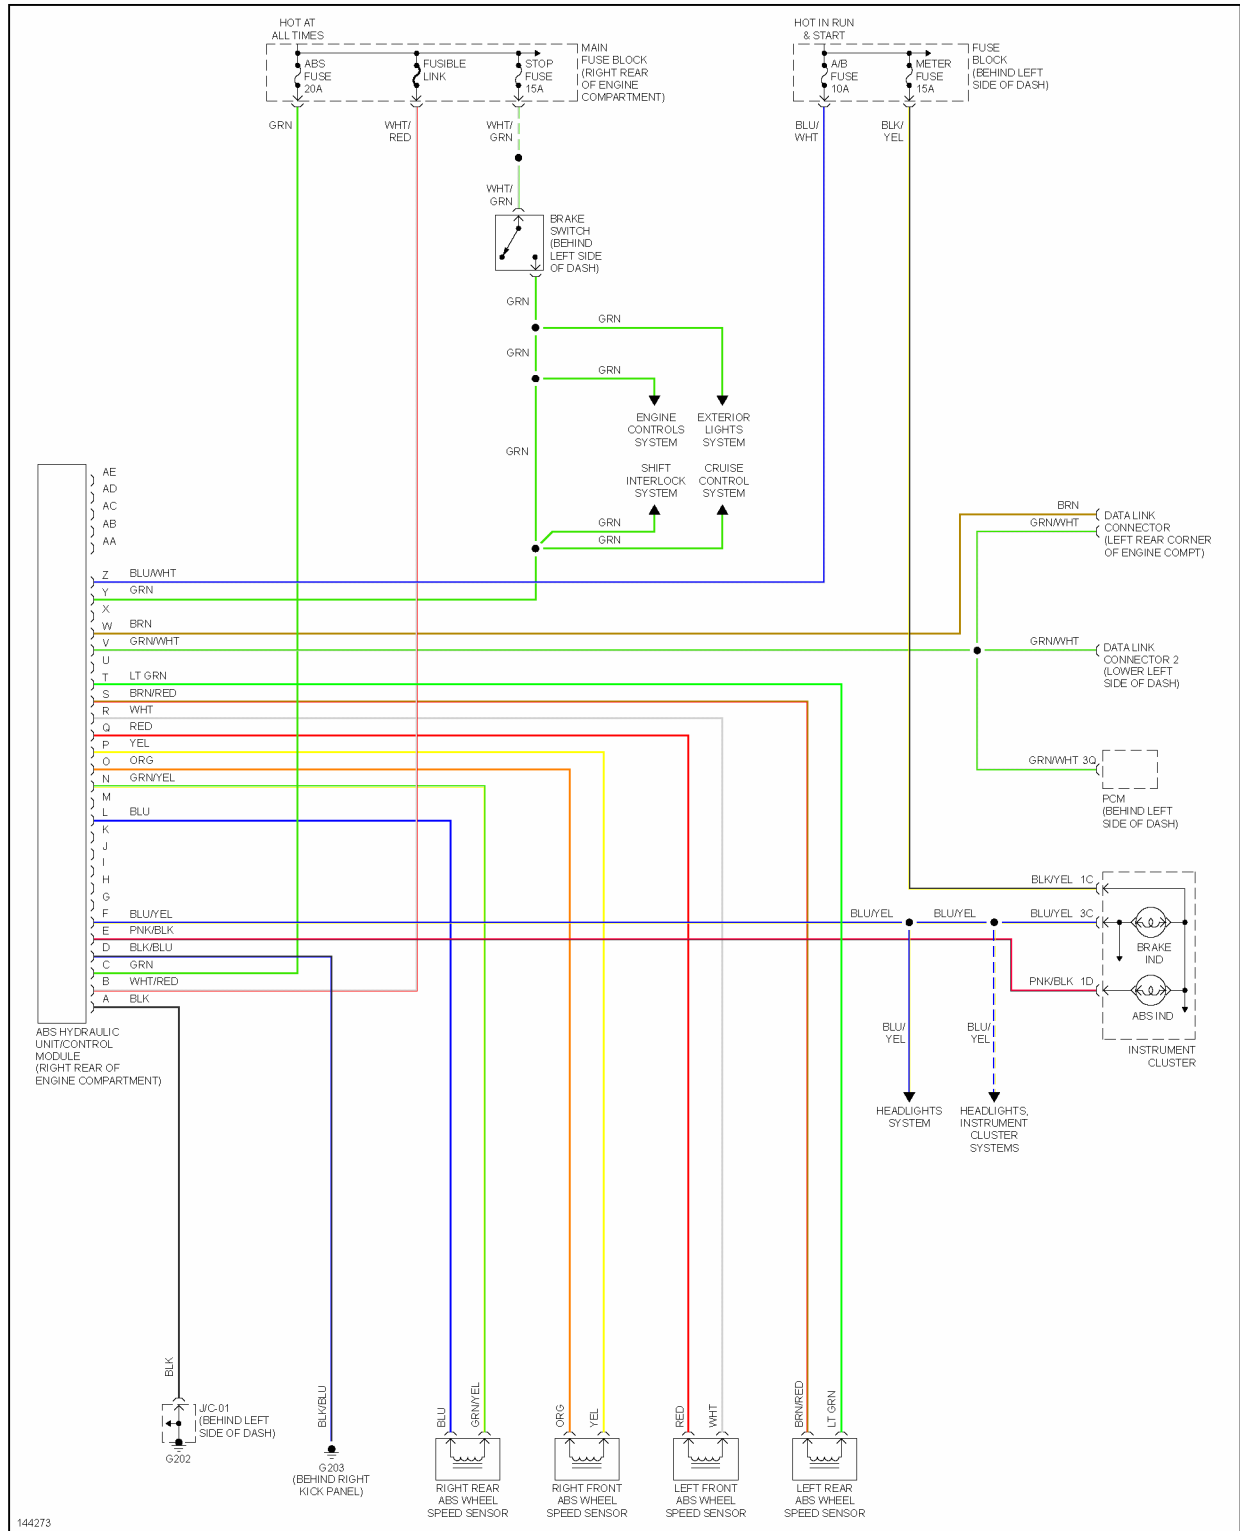 HOT AT
ALL TIMES
ABS
FUSE
20A
FUSIBLE
LINK
STOP
FUSE
15A
MAIN
FUSE BLOCK
(RIGHT REAR
OF ENGINE
COMPARTMENT)
HOT IN RUN
& START
A/B
FUSE
10A
METER
FUSE
15A
FUSE
BLOCK
(BEHIND LEFT
SIDE OF DASH)
GRN
WHT/
RED
WHT/
GRN
BLU/
WHT
BLK/
YEL
WHT/
GRN
BRAKE
SWITCH
(BEHIND
LEFT SIDE
OF DASH)
GRN
GRN
GRN
GRN
ENGINE
CONTROLS
SYSTEM
EXTERIOR
LIGHTS
SYSTEM
GRN
SHIFT
INTERLOCK
SYSTEM
CRUISE
CONTROL
SYSTEM
GRN
GRN
AE
AD
AC
AB
AA
Z BLU/WHT
Y GRN
X
W BRN
V GRN/WHT
U
T LT GRN
S BRN/RED
R WHT
Q RED
P YEL
O ORG
N GRN/YEL
M
L BLU
K
J
I
H
G
F BLU/YEL
E PNK/BLK
D BLK/BLU
C GRN
B WHT/RED
A BLK
ABS HYDRAULIC
UNIT/CONTROL
MODULE
(RIGHT REAR OF
ENGINE COMPARTMENT)
BRN
GRN/WHT
DATA LINK
CONNECTOR
(LEFT REAR CORNER
OF ENGINE COMPT)
GRN/WHT
DATA LINK
CONNECTOR 2
(LOWER LEFT
SIDE OF DASH)
GRN/WHT 3Q
PCM
(BEHIND LEFT
SIDE OF DASH)
BLK/YEL 1C
BLU/YEL
BLU/YEL
BLU/YEL 3C
BRAKE
IND
PNK/BLK 1D
ABS IND
INSTRUMENT
CLUSTER
BLU/
YEL
BLU/
YEL
HEADLIGHTS
SYSTEM
HEADLIGHTS,
INSTRUMENT
CLUSTER
SYSTEMS
BLK
J/C-01
(BEHIND LEFT
SIDE OF DASH)
G202
BLK/BLU
G203
(BEHIND RIGHT
KICK PANEL)
BLU
GRN/YEL
RIGHT REAR
ABS WHEEL
SPEED SENSOR
ORG
YEL
RIGHT FRONT
ABS WHEEL
SPEED SENSOR
RED
WHT
LEFT FRONT
ABS WHEEL
SPEED SENSOR
BRN/RED
LT GRN
LEFT REAR
ABS WHEEL
SPEED SENSOR
144273